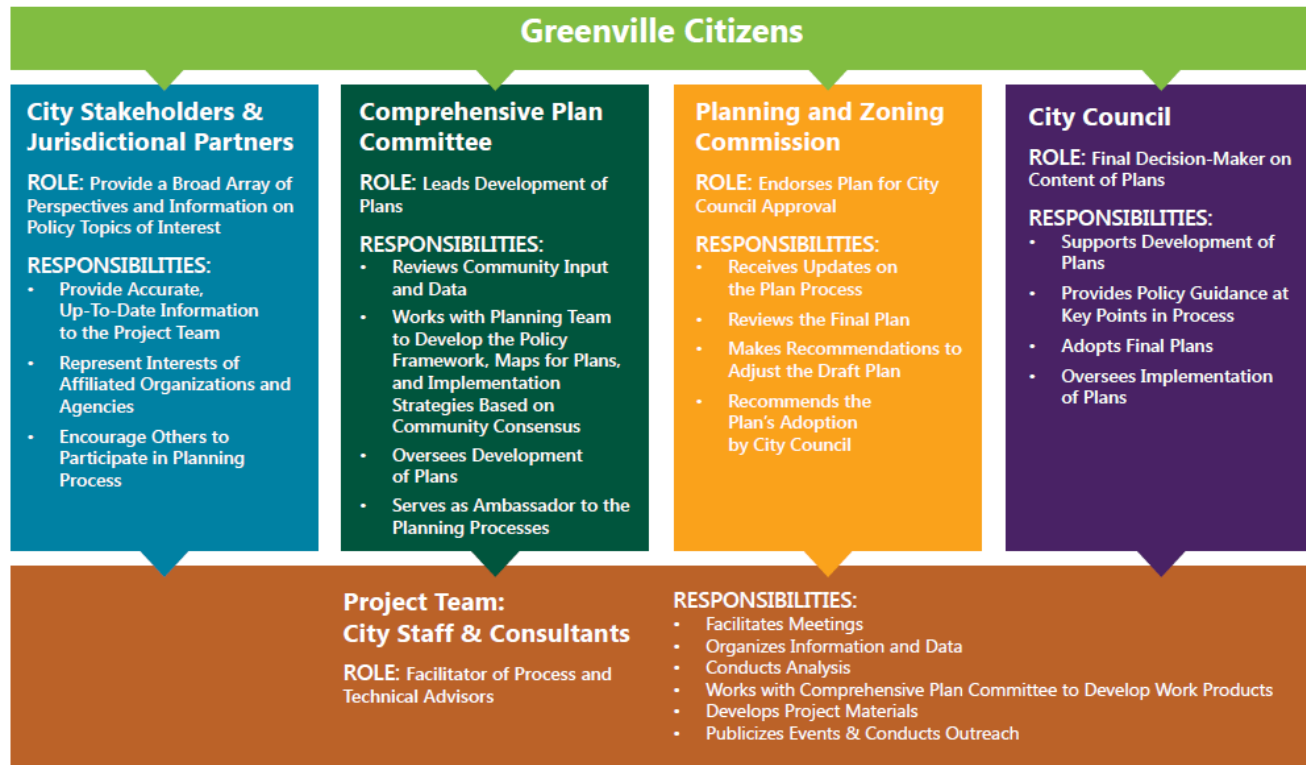 Greenville Citizens
City Stakeholders &
Jurisdictional Partners
ROLE: Provide a Broad Array of
Perspectives and Information on
Policy Topics of Interest
RESPONSIBILITIES:
• Provide Accurate,
Up-To-Date Information
to the Project Team
• Represent Interests of
Affiliated Organizations and
Agencies
• Encourage Others to
Participate in Planning
Process
Comprehensive Plan
Committee
ROLE: Leads Development of
Plans
RESPONSIBILITIES:
• Reviews Community Input
and Data
• Works with Planning Team
to Develop the Policy
Framework, Maps for Plans,
and Implementation
Strategies Based on
Community Consensus
• Oversees Development
of Plans
• Serves as Ambassador to the
Planning Processes
Planning and Zoning
Commission
ROLE: Endorses Plan for City
Council Approval
RESPONSIBILITIES:
• Receives Updates on
the Plan Process
• Reviews the Final Plan
• Makes Recommendations to
Adjust the Draft Plan
• Recommends the
Plan's Adoption
by City Council
City Council
ROLE: Final Decision-Maker on
Content of Plans
RESPONSIBILITIES:
• Supports Development of
Plans
• Provides Policy Guidance at
Key Points in Process
• Adopts Final Plans
• Oversees Implementation
of Plans
Project Team:
City Staff & Consultants
ROLE: Facilitator of Process and
Technical Advisors
RESPONSIBILITIES:
• Facilitates Meetings
• Organizes Information and Data
• Conducts Analysis
• Works with Comprehensive Plan Committee to Develop Work Products
• Develops Project Materials
• Publicizes Events & Conducts Outreach